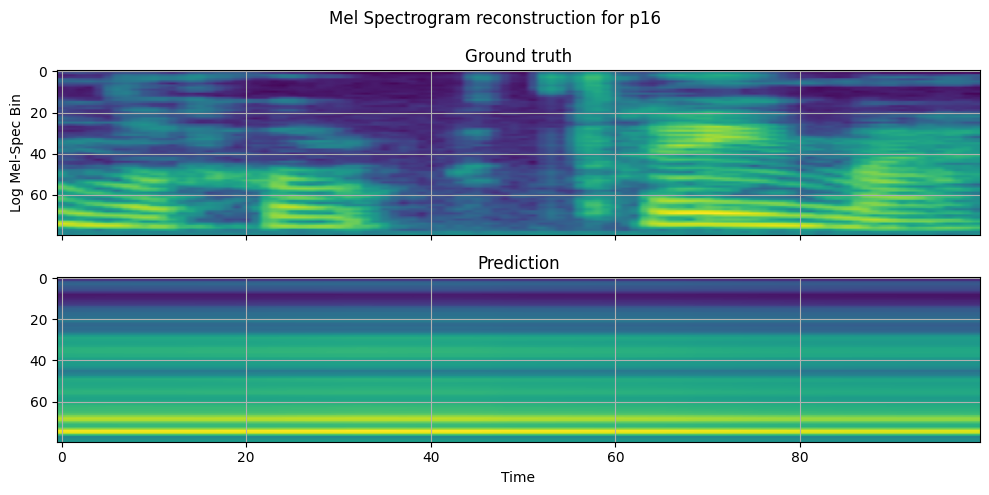 Mel Spectrogram reconstruction for p16
Ground truth
Log Mel-Spec Bin
0
20
40
60
Prediction
0
20
40
60
0 20 40 60 80
Time